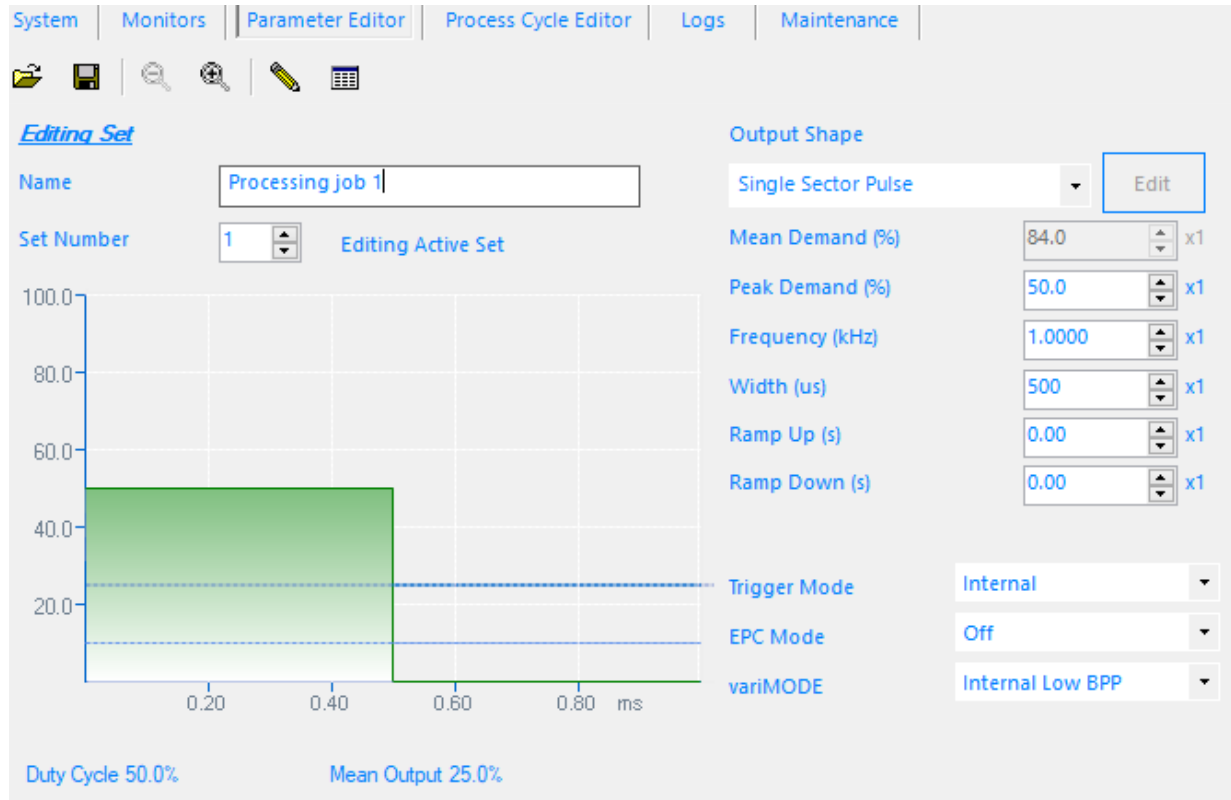 System Monitors Parameter Editor Process Cycle Editor Logs Maintenance
Editing Set
Name Processing job 1
Set Number 1 Editing Active Set
100.0
80.0
60.0
40.0
20.0
0.20 0.40 0.60 0.80 ms
Duty Cycle 50.0% Mean Output 25.0%
Output Shape
Single Sector Pulse Edit
Mean Demand (%) 84.0 x1
Peak Demand (%) 50.0 x1
Frequency (kHz) 1.0000 x1
Width (us) 500 x1
Ramp Up (s) 0.00 x1
Ramp Down (s) 0.00 x1
Trigger Mode Internal
EPC Mode Off
variMODE Internal Low BPP